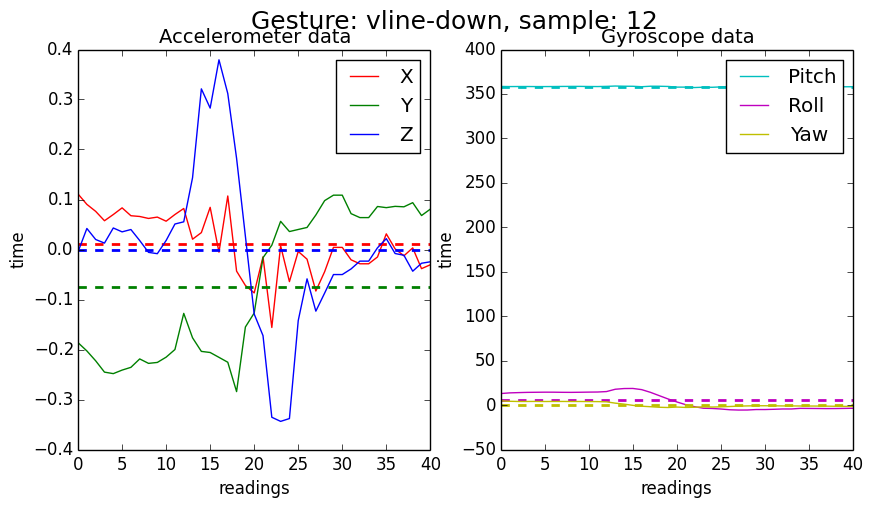 Gesture: vline-down, sample: 12
Accelerometer data
0.4
0.3
0.2
0.1
0.0
−0.1
−0.2
−0.3
−0.4
time
0
5
10
15
20
25
30
35
40
readings
X
Y
Z
Gyroscope data
400
350
300
250
200
150
100
50
0
−50
time
0
5
10
15
20
25
30
35
40
readings
Pitch
Roll
Yaw